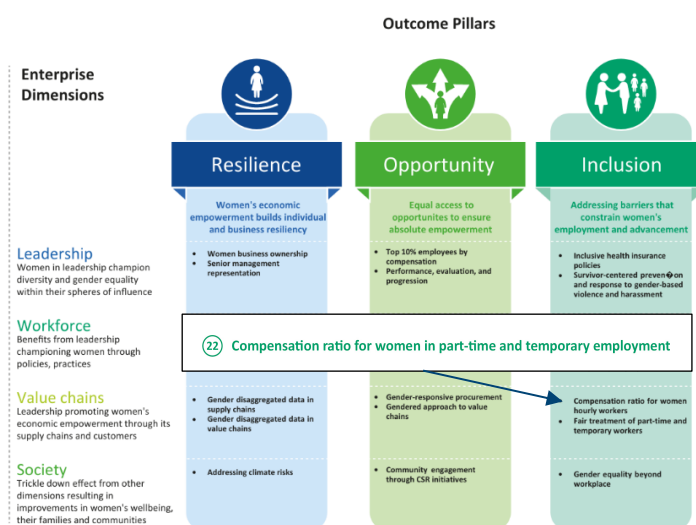 Outcome Pillars
Enterprise
Dimensions
Resilience
Opportunity
Inclusion
Women's economic
empowerment builds individual
and business resiliency
Equal access to
opportunites to ensure
absolute empowerment
Addressing barriers that
constrain women's
employment and advancement
Leadership
Women in leadership champion
diversity and gender equality
within their spheres of influence
• Women business ownership
• Senior management
representation
• Top 10% employees by
compensation
• Performance, evaluation, and
progression
• Inclusive health insurance
policies
• Survivor-centered preven�on
and response to gender-based
violence and harassment
Workforce
Benefits from leadership
championing women through
policies, practices
22 Compensation ratio for women in part-time and temporary employment
Value chains
Leadership promoting women's
economic empowerment through its
supply chains and customers
• Gender disaggregated data in
supply chains
• Gender disaggregated data in
value chains
• Gender-responsive procurement
• Gendered approach to value
chains
• Compensation ratio for women
hourly workers
• Fair treatment of part-time and
temporary workers
Society
Trickle down effect from other
dimensions resulting in
improvements in women's wellbeing,
their families and communities
• Addressing climate risks
• Community engagement
through CSR initiatives
• Gender equality beyond
workplace